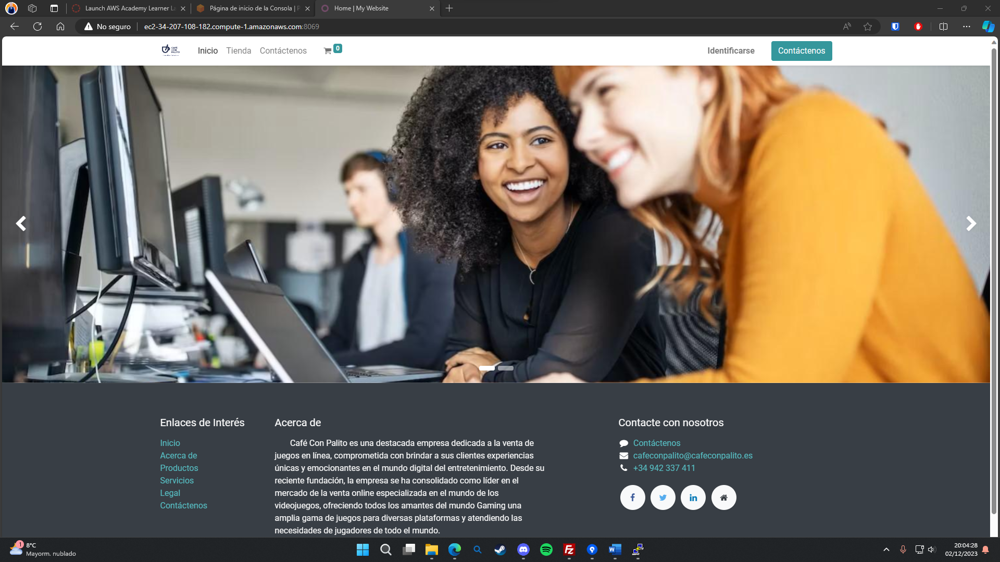 Launch AWS Academy Learner L
Página de inicio de la Consola | P
Home | My Website
No seguro
ec2-34-207-108-182.compute-1.amazonaws.com:8069
CAFÉ
CON
PALITO
Inicio
Tienda
Contáctenos
0
Identificarse
Contáctenos
Enlaces de Interés
Inicio
Acerca de
Productos
Servicios
Legal
Contáctenos
Acerca de
Café Con Palito es una destacada empresa dedicada a la venta de
juegos en línea, comprometida con brindar a sus clientes experiencias
únicas y emocionantes en el mundo digital del entretenimiento. Desde su
reciente fundación, la empresa se ha consolidado como líder en el
mercado de la venta online especializada en el mundo de los
videojuegos, ofreciendo todos los amantes del mundo Gaming una
amplia gama de juegos para diversas plataformas y atendiendo las
necesidades de jugadores de todo el mundo.
Contacte con nosotros
Contáctenos
cafeconpalito@cafeconpalito.es
+34 942 337 411
1
8°C
Mayorm. nublado
20:04:28
02/12/2023